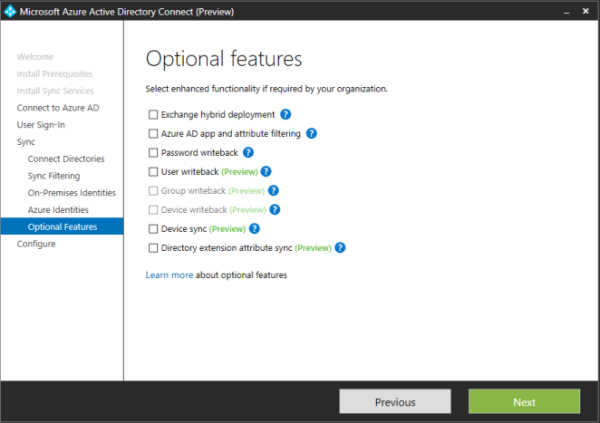 Microsoft Azure Active Directory Connect (Preview)
Welcome
Install Prerequisites
Install Sync Services
Connect to Azure AD
User Sign-In
Sync
Connect Directories
Sync Filtering
On-Premises Identities
Azure Identities
Optional Features
Configure
Optional features
Select enhanced functionality if required by your organization.
Exchange hybrid deployment ?
Azure AD app and attribute filtering ?
Password writeback ?
User writeback (Preview) ?
Group writeback (Preview) ?
Device writeback (Preview) ?
Device sync (Preview) ?
Directory extension attribute sync (Preview) ?
Learn more about optional features
Previous
Next